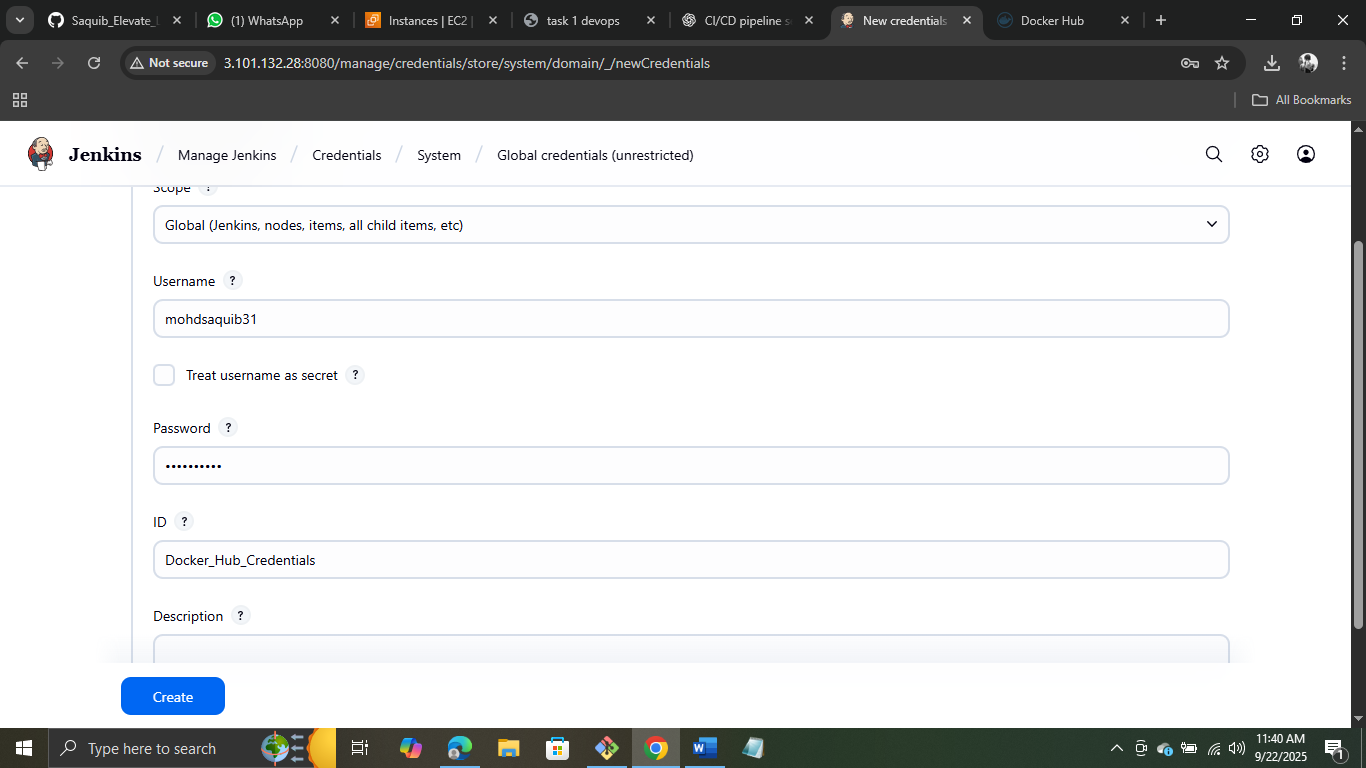 Saquib_Elevate_L
(1) WhatsApp
Instances | EC2 |
task 1 devops
CI/CD pipeline se
New credentials
Docker Hub
Not secure
3.101.132.28:8080/manage/credentials/store/system/domain/_/newCredentials
All Bookmarks
Jenkins / Manage Jenkins / Credentials / System / Global credentials (unrestricted)
Scope ?
Global (Jenkins, nodes, items, all child items, etc)
Username ?
mohdsaquib31
Treat username as secret ?
Password ?
••••••••••
ID ?
Docker_Hub_Credentials
Description ?
Create
Type here to search
11:40 AM
9/22/2025
1